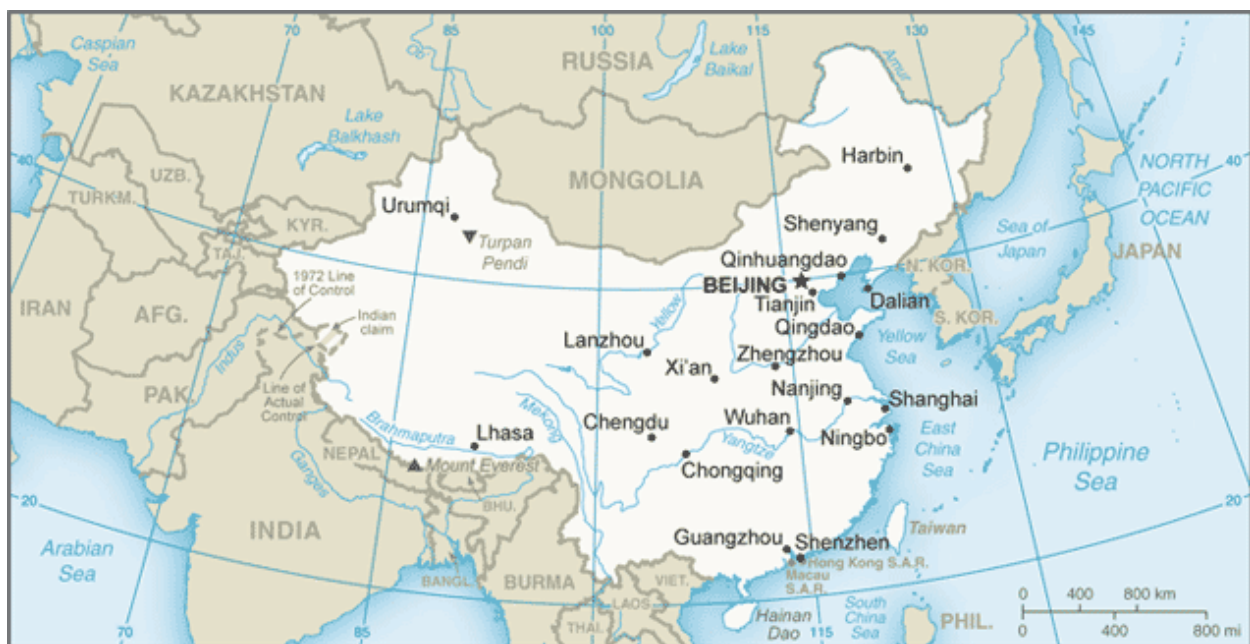 70
85
100
115
130
145
Caspian
Sea
Ob'
RUSSIA
Lake
Baikal
Amur
KAZAKHSTAN
Lake
Balkhash
MONGOLIA
Harbin
40
40
NORTH
PACIFIC
OCEAN
UZB.
TURKM.
KYR.
TAJ.
Urumqi
Turpan
Pendi
Shenyang
Sea of
Japan
JAPAN
Qinhuangdao
N. KOR.
BEIJING
Tianjin
Dalian
S. KOR.
1972 Line
of Control
Indian
claim
IRAN
AFG.
Indus
Line of
Actual
Control
PAK.
Yellow
Lanzhou
Qingdao
Yellow
Sea
Xi'an
Zhengzhou
Nanjing
Shanghai
Mekong
Chengdu
Wuhan
Ningbo
East
China
Sea
Brahmaputra
Lhasa
Yangtze
Chongqing
Philippine
Sea
NEPAL
Mount Everest
Ganges
BHU.
20
20
INDIA
Taiwan
Arabian
Sea
Guangzhou
Shenzhen
Hong Kong S.A.R.
Macau
S.A.R.
BANGL.
BURMA
VIET.
LAOS
THAI.
Hainan
Dao
South
China
Sea
PHIL.
0 400 800 km
0 400 800 mi
70
85
115